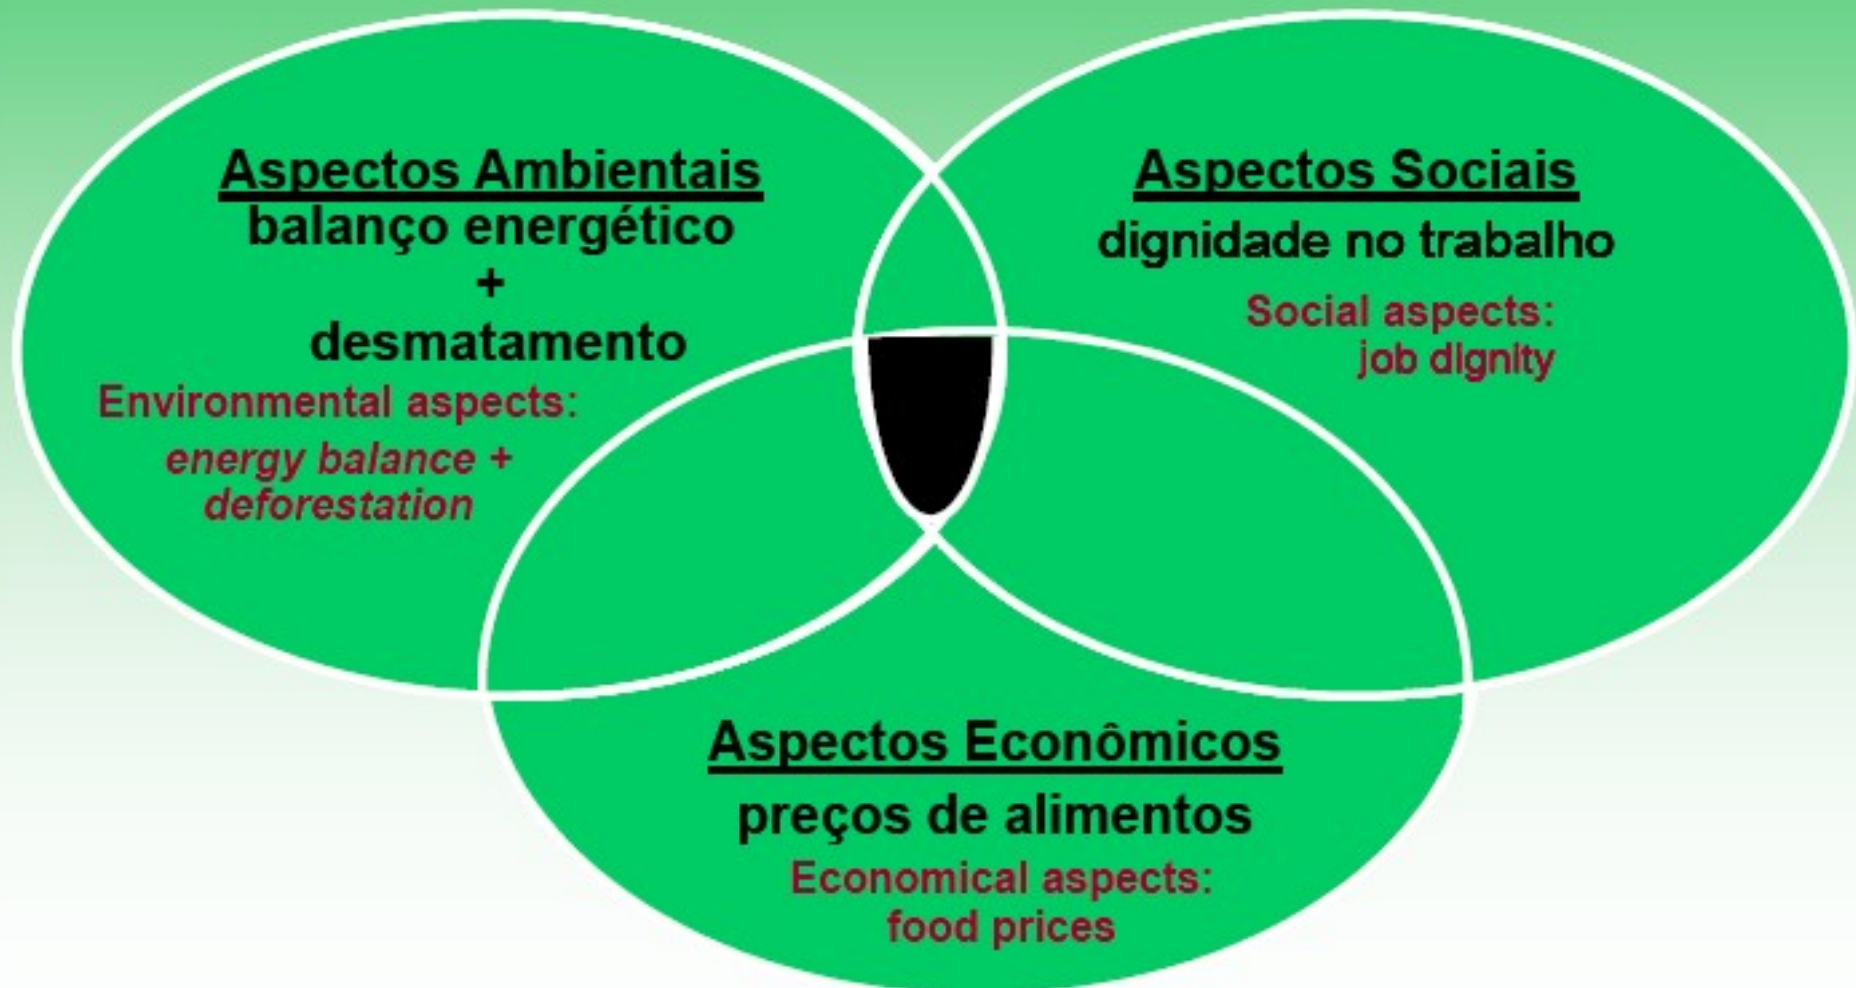 Aspectos Ambientais
balanço energético
+
desmatamento
Environmental aspects:
energy balance +
deforestation
Aspectos Sociais
dignidade no trabalho
Social aspects:
job dignity
Aspectos Econômicos
preços de alimentos
Economical aspects:
food prices